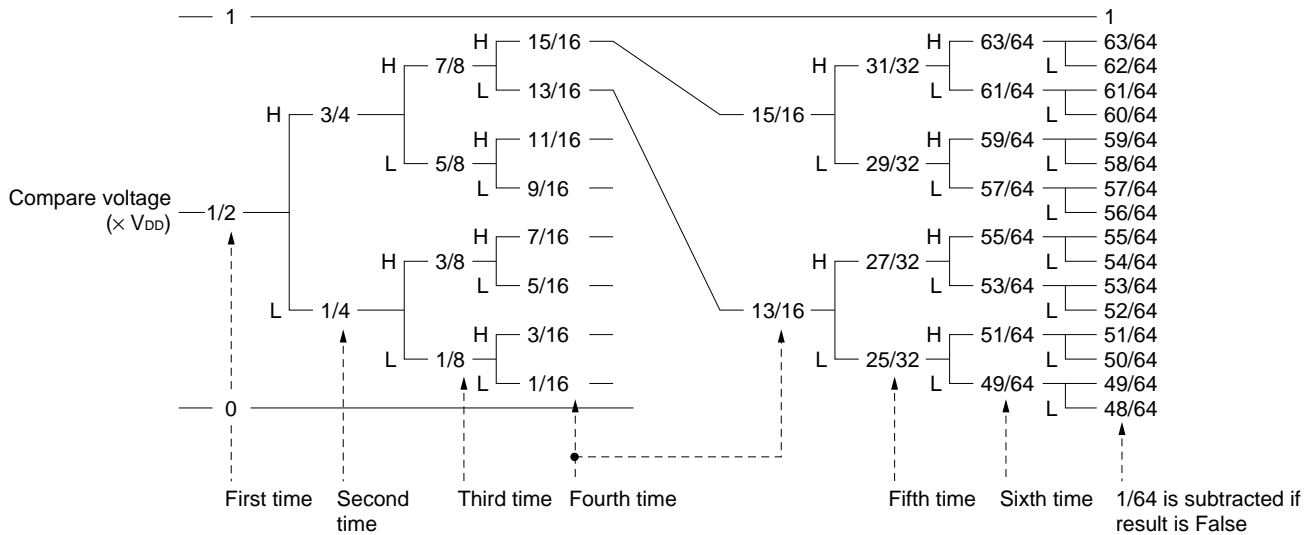 1 1
H 15/16 H 63/64 63/64
H 7/8 H 31/32 L 62/64
L 13/16 L 61/64 61/64
H 3/4 15/16 L 60/64
H 11/16 H 59/64 59/64
L 5/8 L 29/32 L 58/64
L 9/16 L 57/64 57/64
Compare voltage
(× VDD)
1/2 L 56/64
H 7/16 H 55/64 55/64
H 3/8 H 27/32 L 54/64
L 5/16 L 53/64 53/64
L 1/4 13/16 L 52/64
H 3/16 H 51/64 51/64
L 1/8 L 25/32 L 50/64
L 1/16 L 49/64 49/64
0 L 48/64
First time
Second
time
Third time
Fourth time
Fifth time
Sixth time
1/64 is subtracted if
result is False